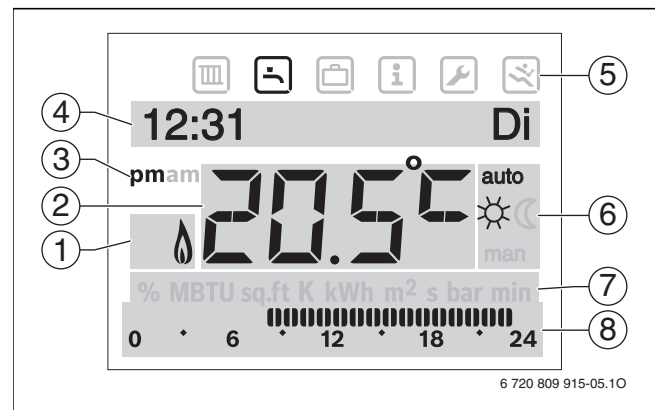 5
4 12:31 Di
3 pm am
2 20.5°C auto
6
1 man
% MBTU sq.ft K kWh m² s bar min 7
8
0 6 12 18 24
6 720 809 915-05.1O